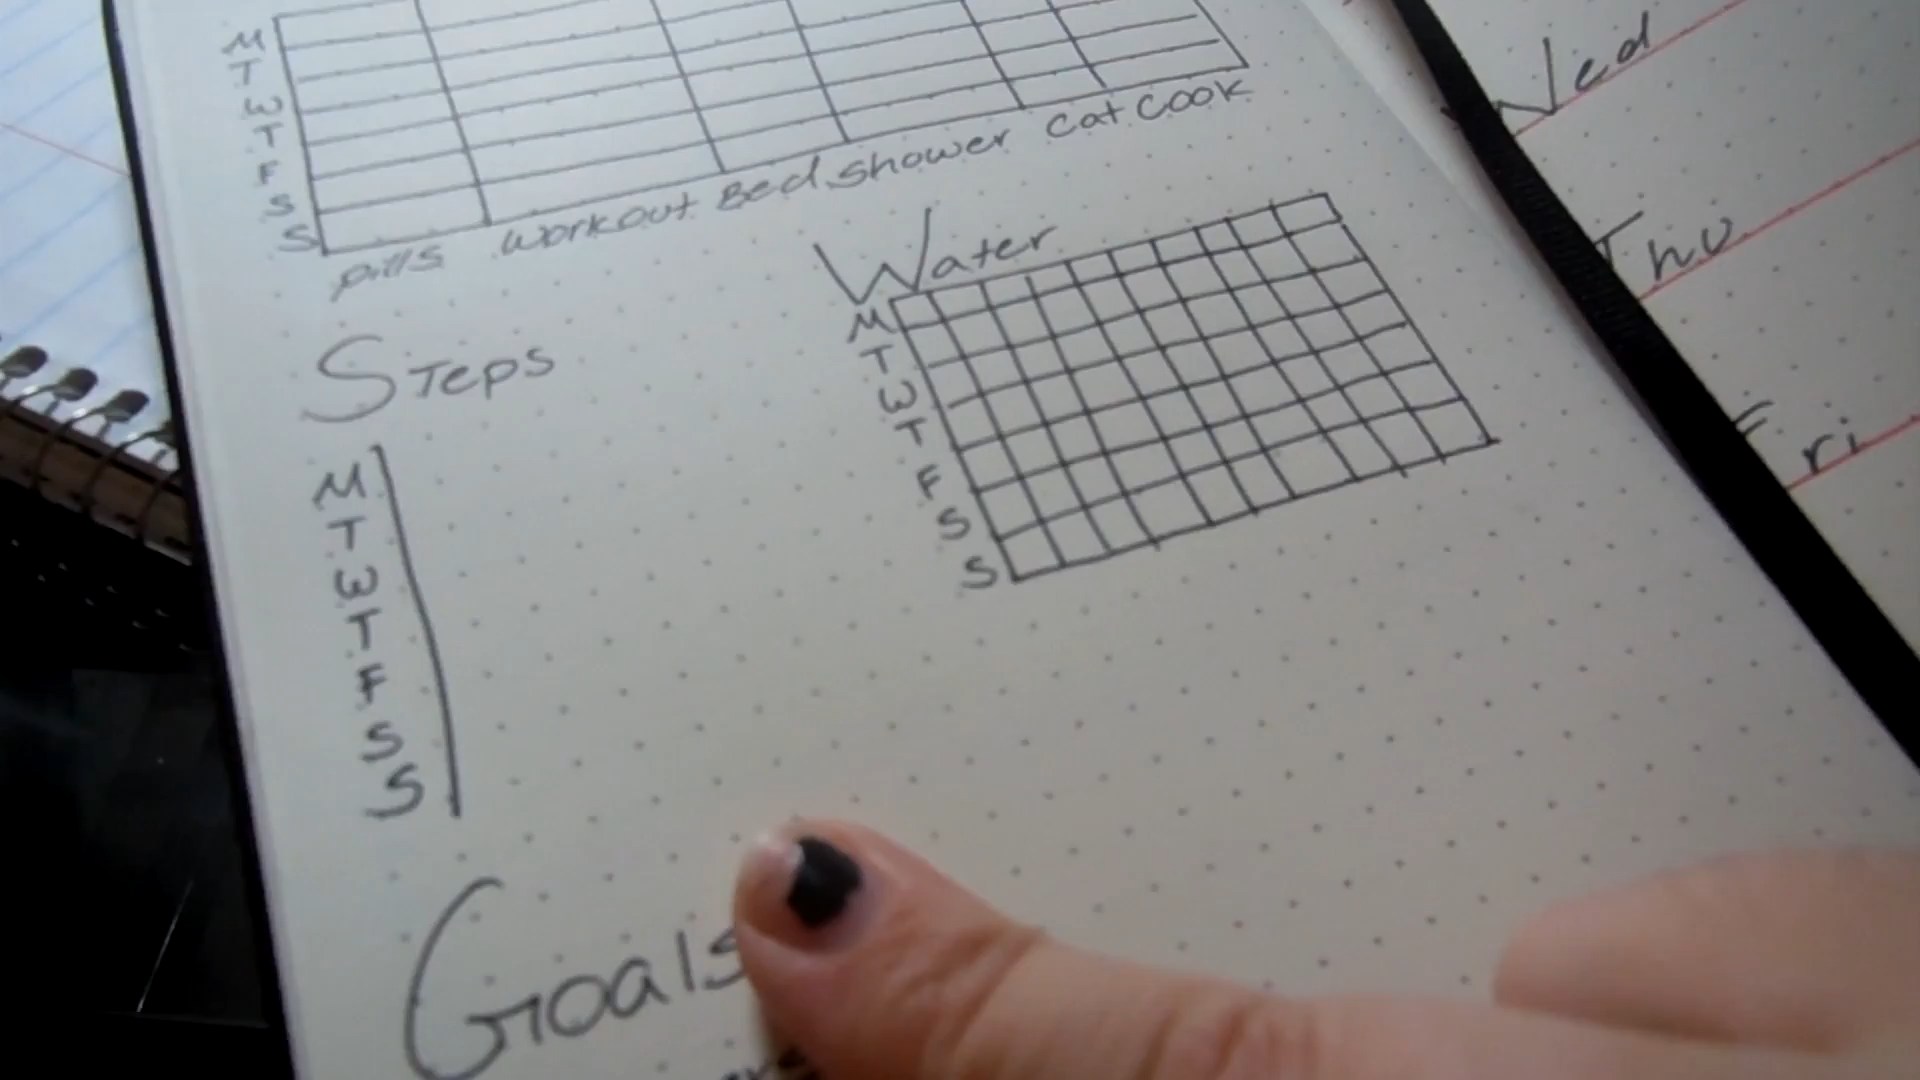 M
T
W
T
F
S
S
pills workout Bed shower cat cook
Water
M
T
W
T
F
S
S
Steps
M
T
W
T
F
S
S
Goals
Wed
Thu
Fri